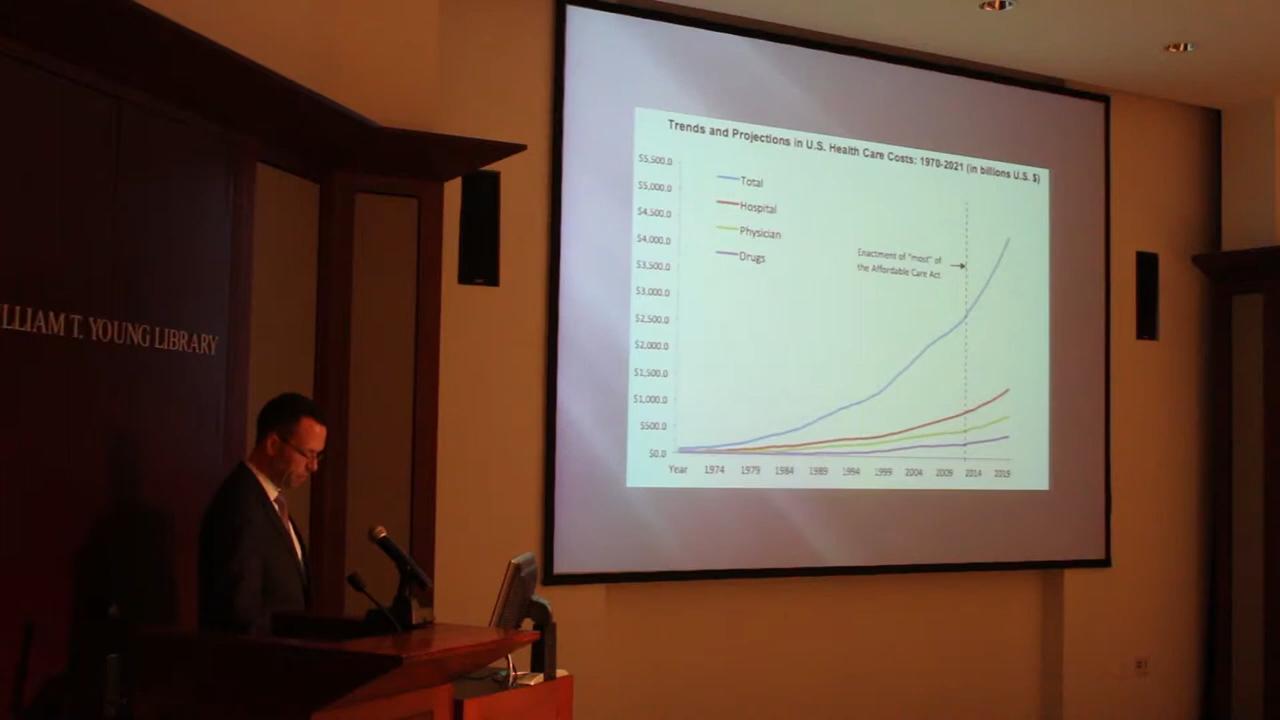 LLIAM T. YOUNG LIBRARY
Trends and Projections in U.S. Health Care Costs: 1970-2021 (in billions U.S. $)
$5,500.0
$5,000.0
$4,500.0
$4,000.0
$3,500.0
$3,000.0
$2,500.0
$2,000.0
$1,500.0
$1,000.0
$500.0
$0.0
Total
Hospital
Physician
Drugs
Enactment of "most" of
the Affordable Care Act
Year 1974 1979 1984 1989 1994 1999 2004 2009 2014 2019